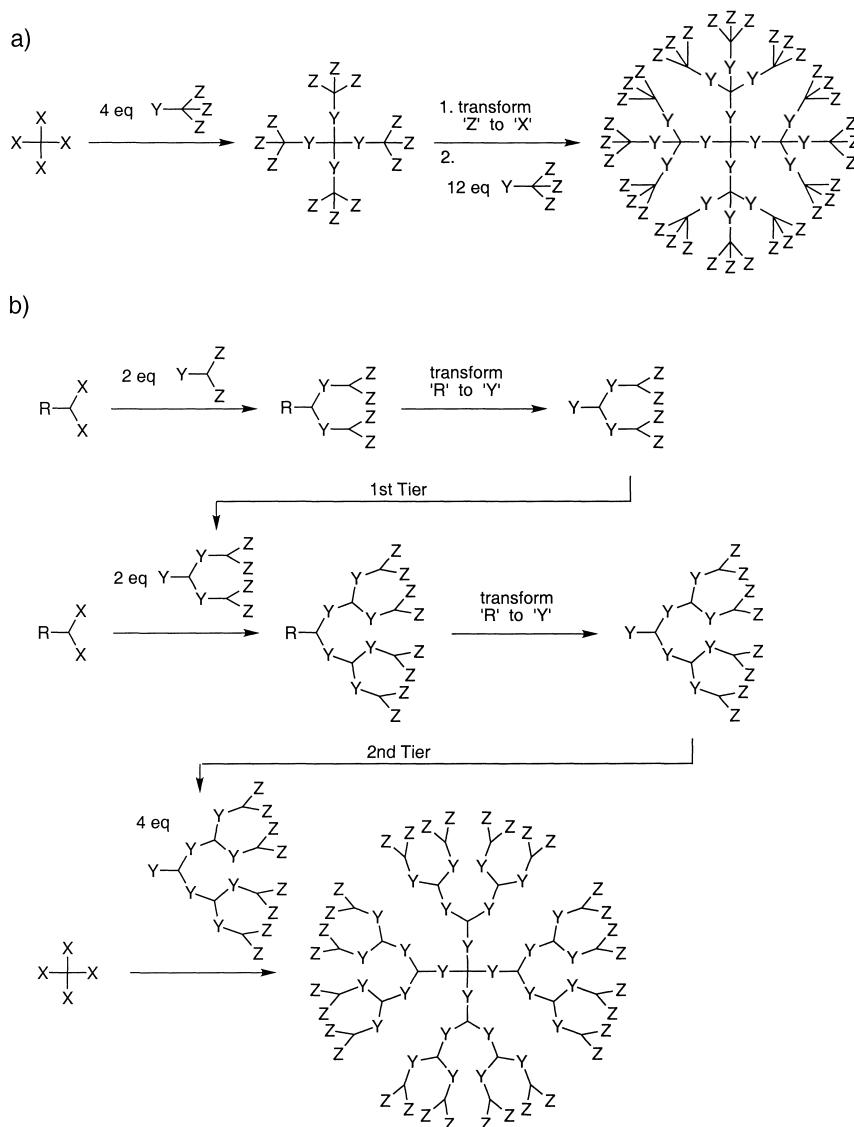 a)
4 eq Y Z Z Z
X X X X
Z Z Z
Z Z Z Y Y Y Y Z Z Z
Z Z Z
1. transform
'Z' to 'X'
2.
12 eq Y Z Z Z
Z Z Z
Z Z Z Z Z Z
Y Y Y
Z Z Z Y Y Z Z Z
Y
Z Z Z Y Y Y Y Z Z Z
Y
Z Z Z Y Y Z Z Z
Y Y Y
Z Z Z Z Z Z
Z Z Z
b)
R X X
2 eq Y Z Z
R Y Z Z Y Z Z
transform
'R' to 'Y'
Y Y Z Z Y Z Z
1st Tier
2 eq Y Y Z Z Y Z Z
R X X
R Y Y Z Z Y Z Z Y Y Z Z Y Z Z
transform
'R' to 'Y'
Y Y Y Z Z Y Z Z Y Y Z Z Y Z Z
2nd Tier
4 eq Y Y Y Z Z Y Z Z Y Y Z Z Y Z Z
X X X X
Z Z Z Z
Z Z Z Z
Y Y Y Y
Y Y
Z Z Y Y Z Z
Z Z Y Y Y Y Z Z
Y
Y Y
Y
Z Z Y Y Y Y Z Z
Z Z Y Y Z Z
Y Y
Y Y Y Y
Z Z Z Z
Z Z Z Z